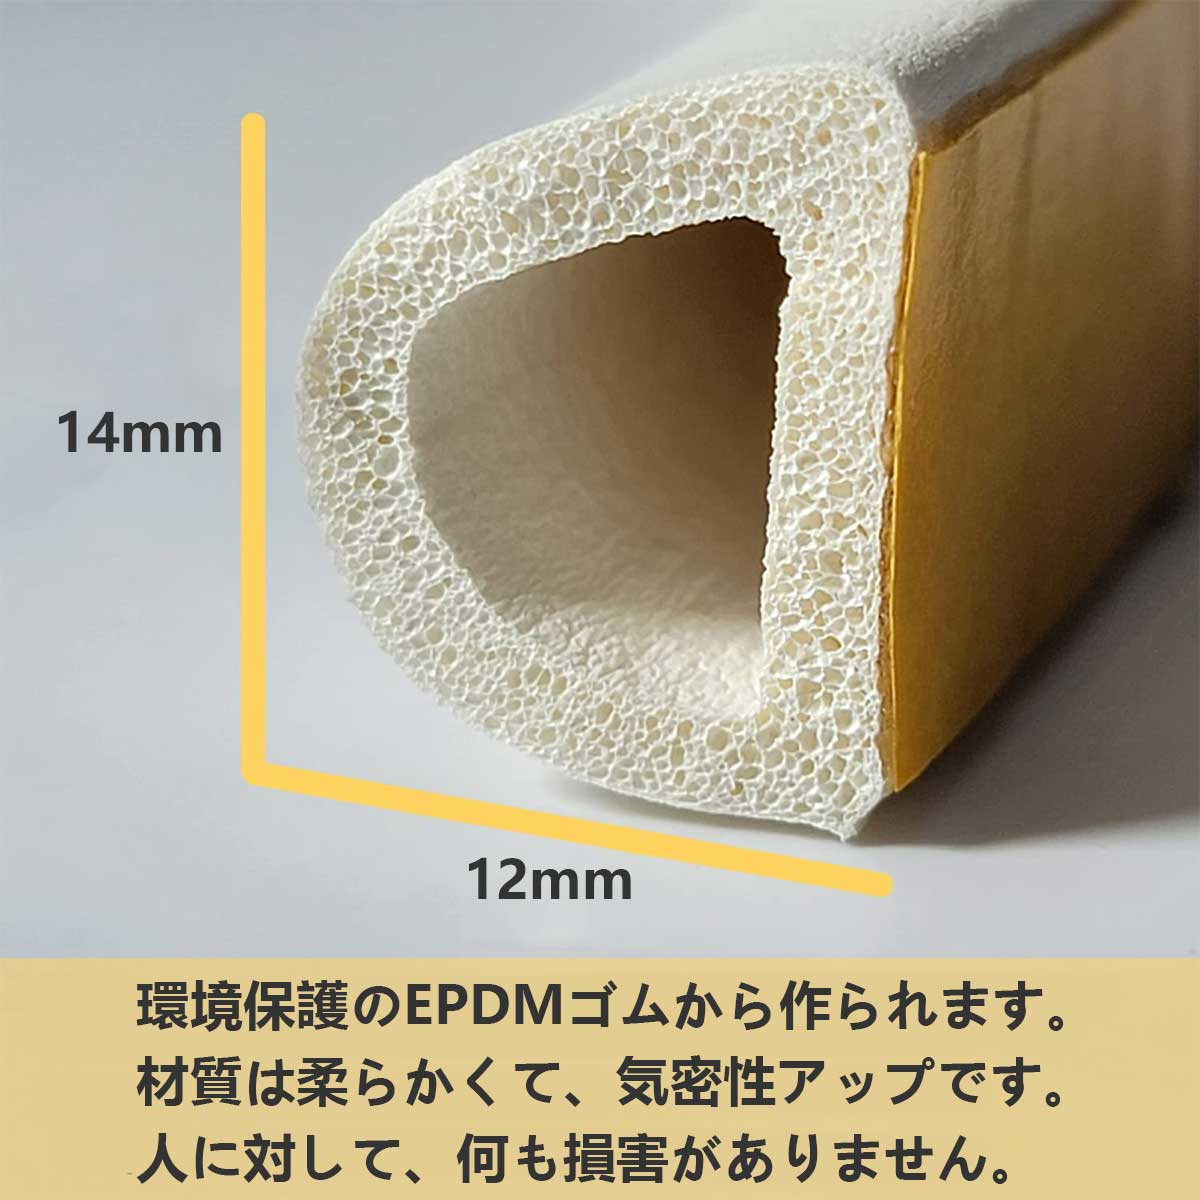 14mm
12mm
環境保護のEPDMゴムから作られます。
材質は柔らかくて、気密性アップです。
人に対して、何も損害がありません。